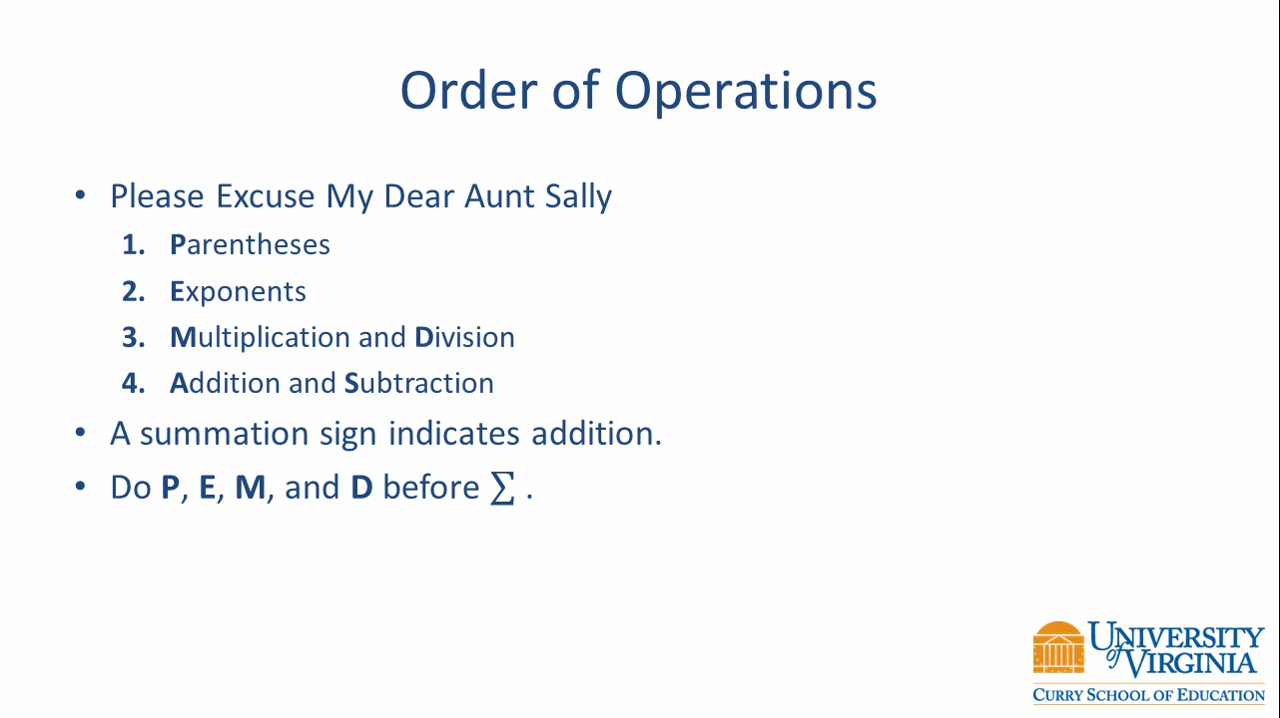 Order of Operations
• Please Excuse My Dear Aunt Sally
1. Parentheses
2. Exponents
3. Multiplication and Division
4. Addition and Subtraction
• A summation sign indicates addition.
• Do P, E, M, and D before ∑ .
UNIVERSITY
of VIRGINIA
CURRY SCHOOL OF EDUCATION